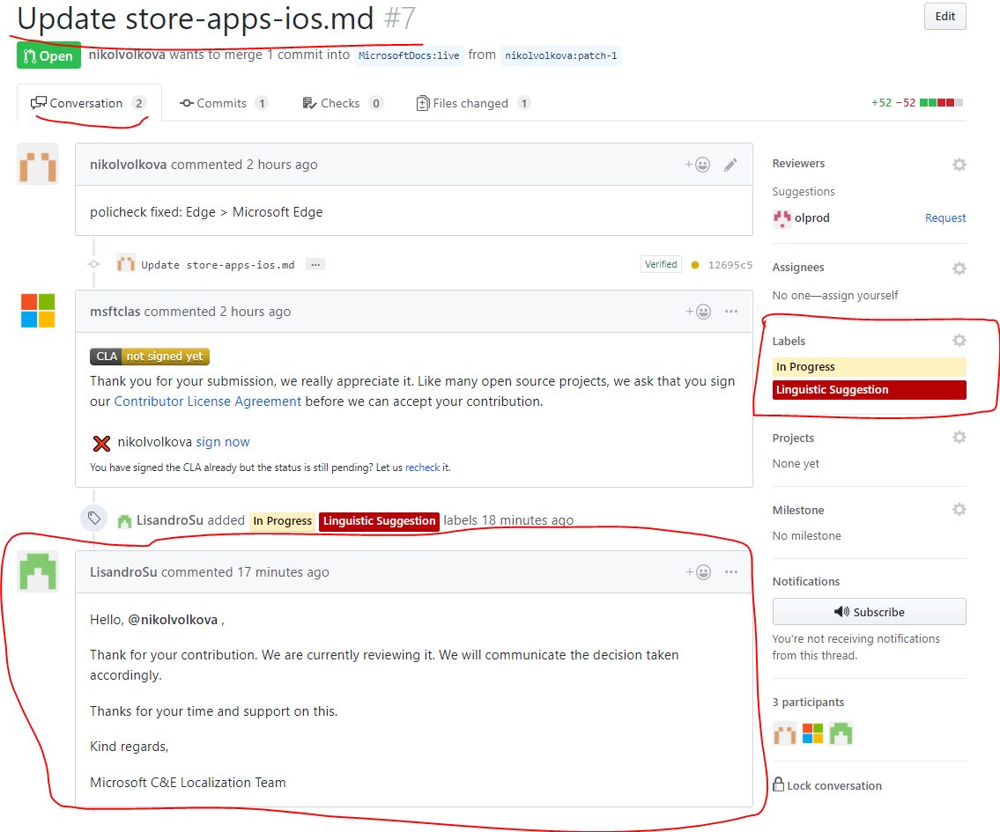 Update store-apps-ios.md #7
Edit
Open
nikolvolkova wants to merge 1 commit into MicrosoftDocs:live from nikolvolkova:patch-1
Conversation 2
Commits 1
Checks 0
Files changed 1
+52 −52
nikolvolkova commented 2 hours ago
policheck fixed: Edge > Microsoft Edge
Update store-apps-ios.md ...
Verified
12695c5
msftclas commented 2 hours ago
CLA not signed yet
Thank you for your submission, we really appreciate it. Like many open source projects, we ask that you sign
our Contributor License Agreement before we can accept your contribution.
nikolvolkova sign now
You have signed the CLA already but the status is still pending? Let us recheck it.
LisandroSu added In Progress Linguistic Suggestion labels 18 minutes ago
LisandroSu commented 17 minutes ago
Hello, @nikolvolkova ,
Thank for your contribution. We are currently reviewing it. We will communicate the decision taken
accordingly.
Thanks for your time and support on this.
Kind regards,
Microsoft C&E Localization Team
Reviewers
Suggestions
olprod Request
Assignees
No one—assign yourself
Labels
In Progress
Linguistic Suggestion
Projects
None yet
Milestone
No milestone
Notifications
Subscribe
You're not receiving notifications
from this thread.
3 participants
Lock conversation